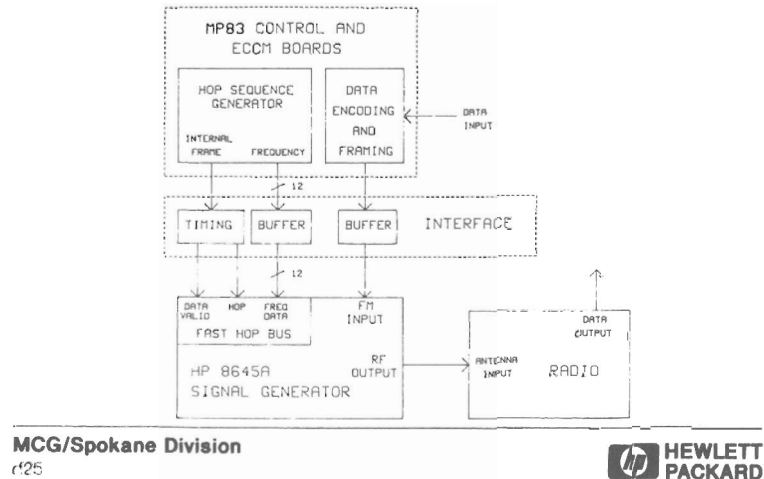 MP83 CONTROL AND
ECCM BOARDS
HOP SEQUENCE
GENERATOR
INTERNAL
FRAME
FREQUENCY
DATA
ENCODING
AND
FRAMING
DATA
INPUT
12
TIMING
BUFFER
BUFFER
INTERFACE
12
DATA
VALID
HOP
FREQ
DATA
FAST HOP BUS
FM
INPUT
HP 8645A
SIGNAL GENERATOR
RF
OUTPUT
ANTENNA
INPUT
RADIO
DATA
OUTPUT
MCG/Spokane Division
d25
hp
HEWLETT
PACKARD